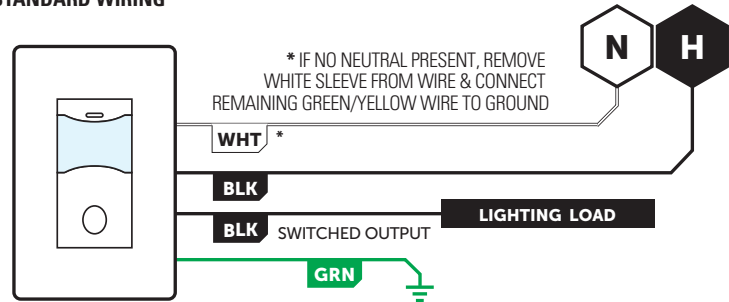 STANDARD WIRING
* IF NO NEUTRAL PRESENT, REMOVE
WHITE SLEEVE FROM WIRE & CONNECT
REMAINING GREEN/YELLOW WIRE TO GROUND
N
H
WHT *
BLK
BLK SWITCHED OUTPUT
LIGHTING LOAD
GRN